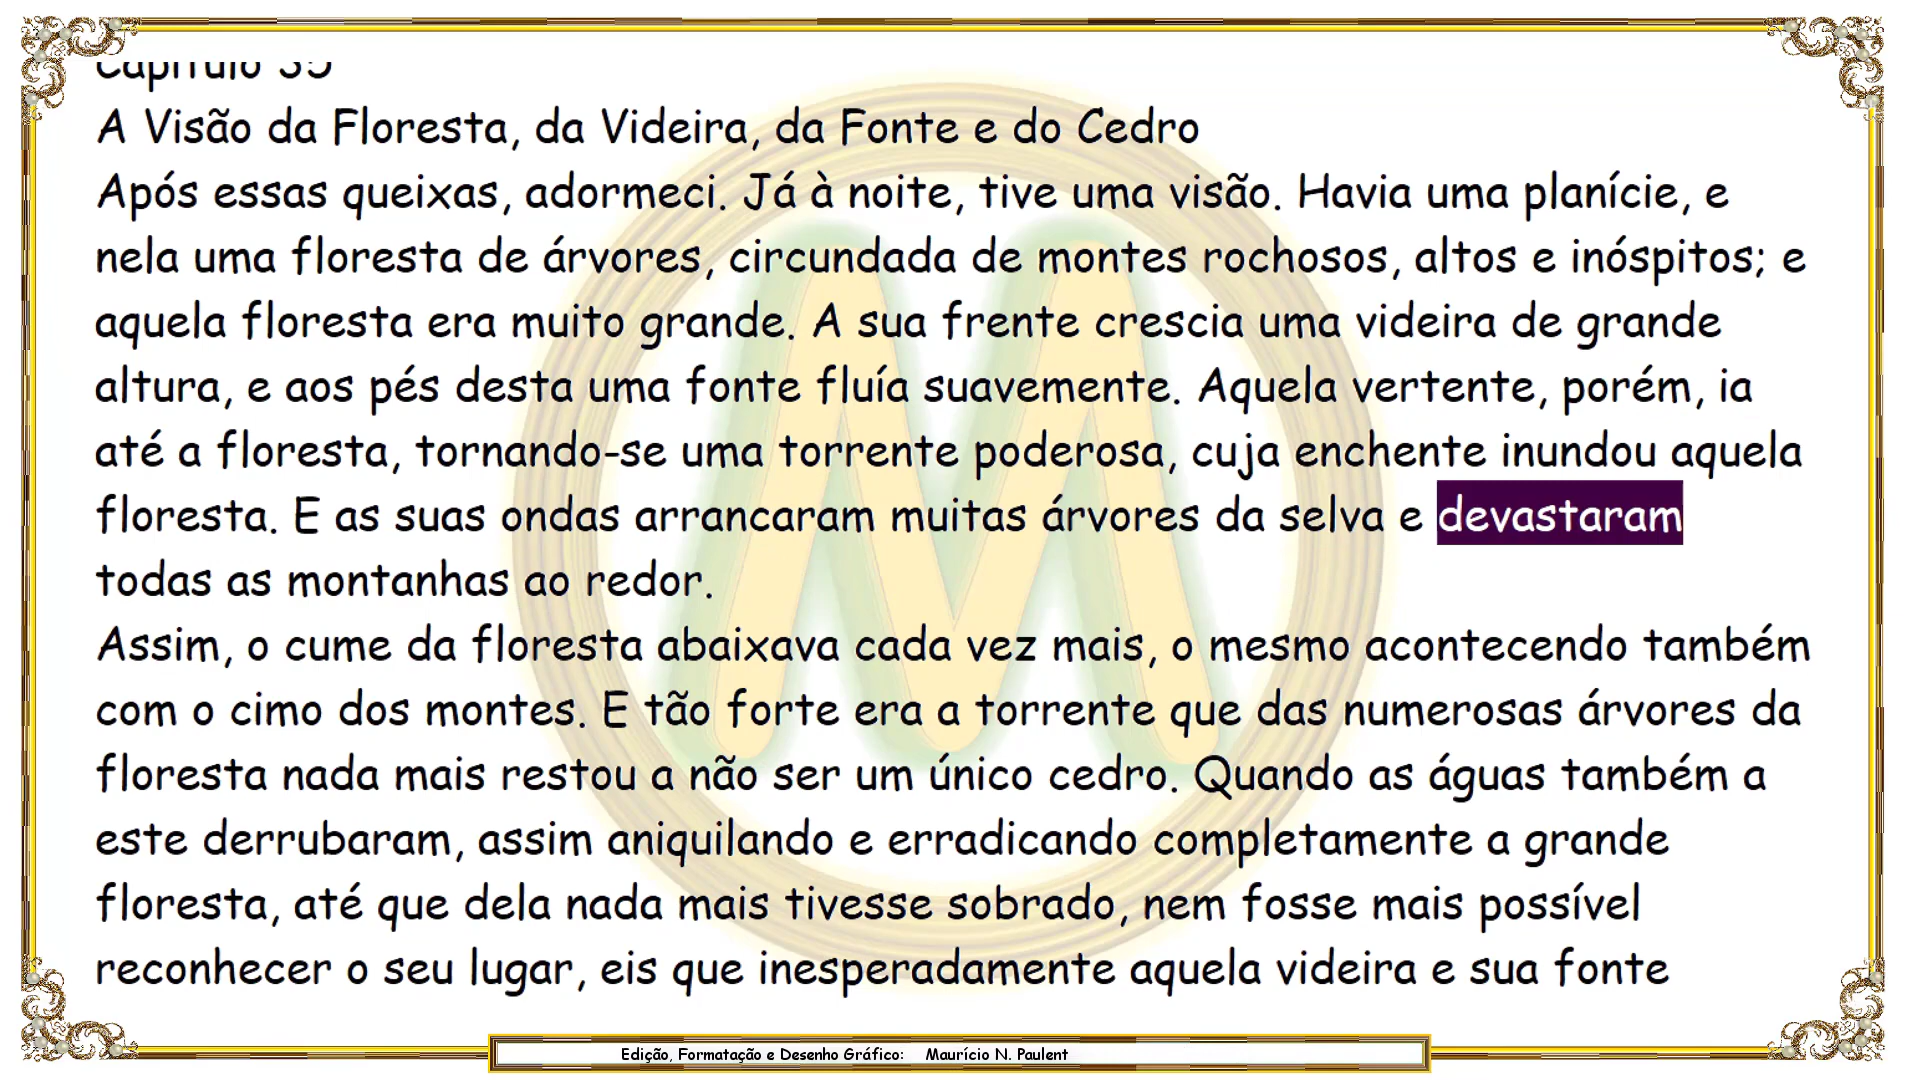 A Visão da Floresta, da Videira, da Fonte e do Cedro
Após essas queixas, adormeci. Já à noite, tive uma visão. Havia uma planície, e
nela uma floresta de árvores, circundada de montes rochosos, altos e inóspitos; e
aquela floresta era muito grande. A sua frente crescia uma videira de grande
altura, e aos pés desta uma fonte fluía suavemente. Aquela vertente, porém, ia
até a floresta, tornando-se uma torrente poderosa, cuja enchente inundou aquela
floresta. E as suas ondas arrancaram muitas árvores da selva e devastaram
todas as montanhas ao redor.
Assim, o cume da floresta abaixava cada vez mais, o mesmo acontecendo também
com o cimo dos montes. E tão forte era a torrente que das numerosas árvores da
floresta nada mais restou a não ser um único cedro. Quando as águas também a
este derrubaram, assim aniquilando e erradicando completamente a grande
floresta, até que dela nada mais tivesse sobrado, nem fosse mais possível
reconhecer o seu lugar, eis que inesperadamente aquela videira e sua fonte
Edição, Formatação e Desenho Gráfico: Maurício N. Paulent